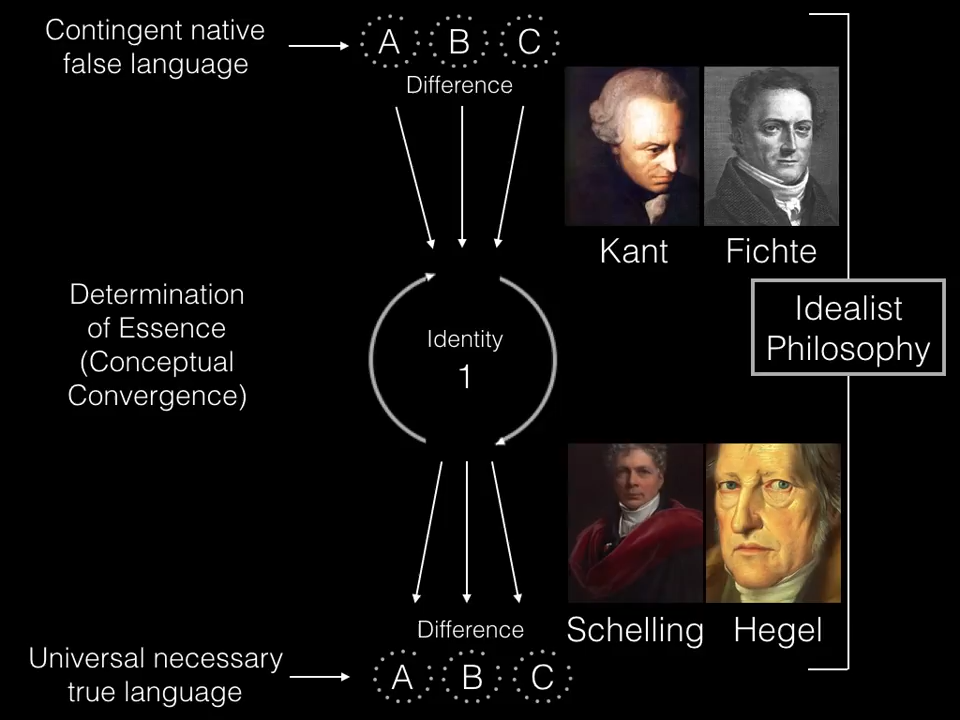 Contingent native
false language
A B C
Difference
Kant Fichte
Determination
of Essence
(Conceptual
Convergence)
Identity
1
Idealist
Philosophy
Schelling Hegel
Difference
Universal necessary
true language
A B C